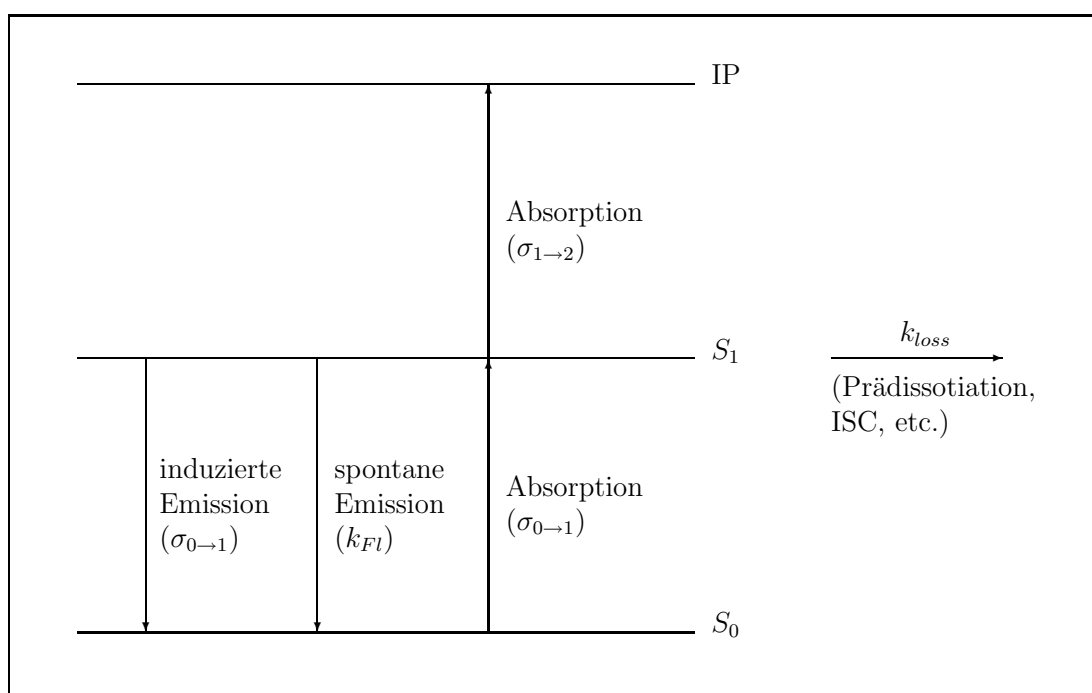 IP
Absorption
(σ₁→₂)
S₁
k_loss
(Prädissotiation,
ISC, etc.)
induzierte
Emission
(σ₀→₁)
spontane
Emission
(k_Fl)
Absorption
(σ₀→₁)
S₀